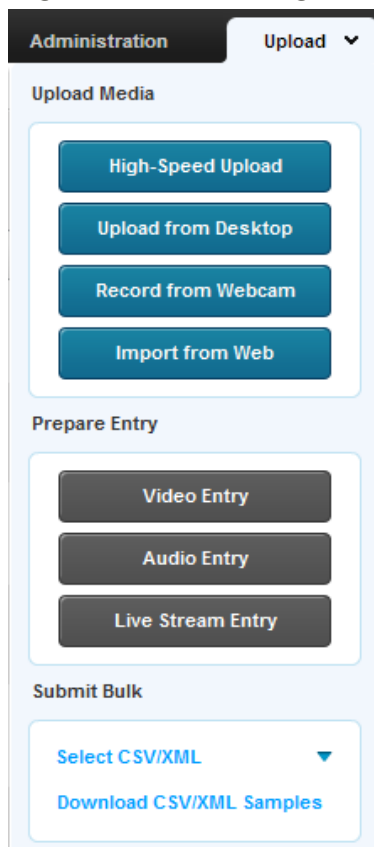 Administration Upload
Upload Media
High-Speed Upload
Upload from Desktop
Record from Webcam
Import from Web
Prepare Entry
Video Entry
Audio Entry
Live Stream Entry
Submit Bulk
Select CSV/XML
Download CSV/XML Samples